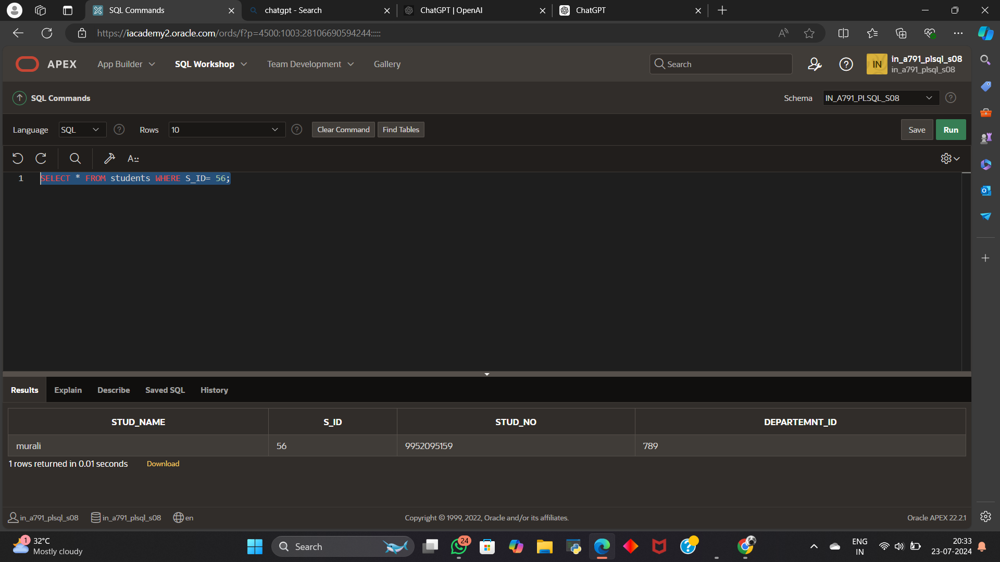 SQL Commands
chatgpt - Search
ChatGPT | OpenAI
ChatGPT
https://iacademy2.oracle.com/ords/f?p=4500:1003:28106690594244:::::
APEX
App Builder
SQL Workshop
Team Development
Gallery
Search
IN
in_a791_plsql_s08
in_a791_plsql_s08
SQL Commands
Schema
IN_A791_PLSQL_S08
Language
SQL
Rows
10
Clear Command
Find Tables
Save
Run
A::
1 SELECT * FROM students WHERE S_ID= 56;
Results
Explain
Describe
Saved SQL
History
STUD_NAME S_ID STUD_NO DEPARTEMNT_ID
murali 56 9952095159 789
1 rows returned in 0.01 seconds
Download
in_a791_plsql_s08
in_a791_plsql_s08
en
Copyright © 1999, 2022, Oracle and/or its affiliates.
Oracle APEX 22.2.1
1
32°C
Mostly cloudy
Search
24
ENG
IN
20:33
23-07-2024